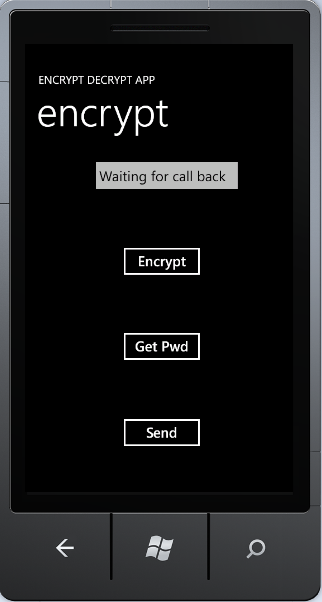 ENCRYPT DECRYPT APP
encrypt
Waiting for call back
Encrypt
Get Pwd
Send